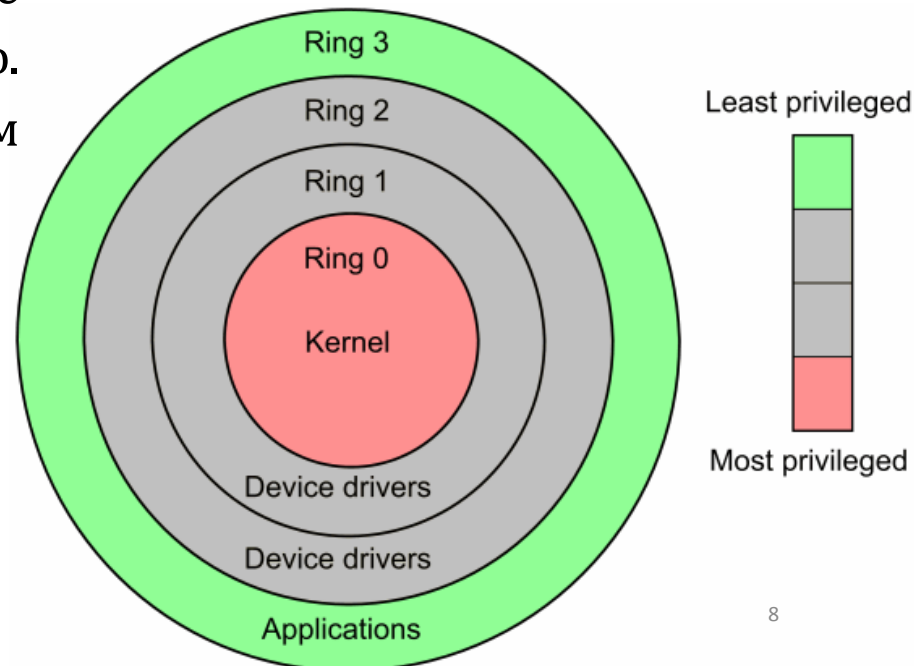 Ring 3
Ring 2
Ring 1
Ring 0
Kernel
Device drivers
Device drivers
Applications
Least privileged
Most privileged
8